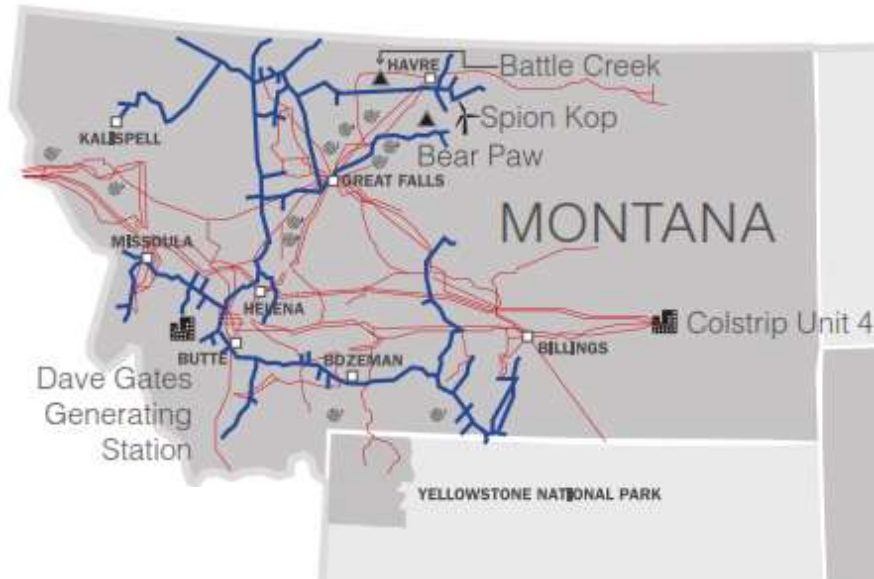 HAVRE
Battle Creek
Spion Kop
KALISPELL
Bear Paw
GREAT FALLS
MONTANA
MISSOULA
HELENA
Colstrip Unit 4
BUTTE
BOZEMAN
BILLINGS
Dave Gates
Generating
Station
YELLOWSTONE NATIONAL PARK